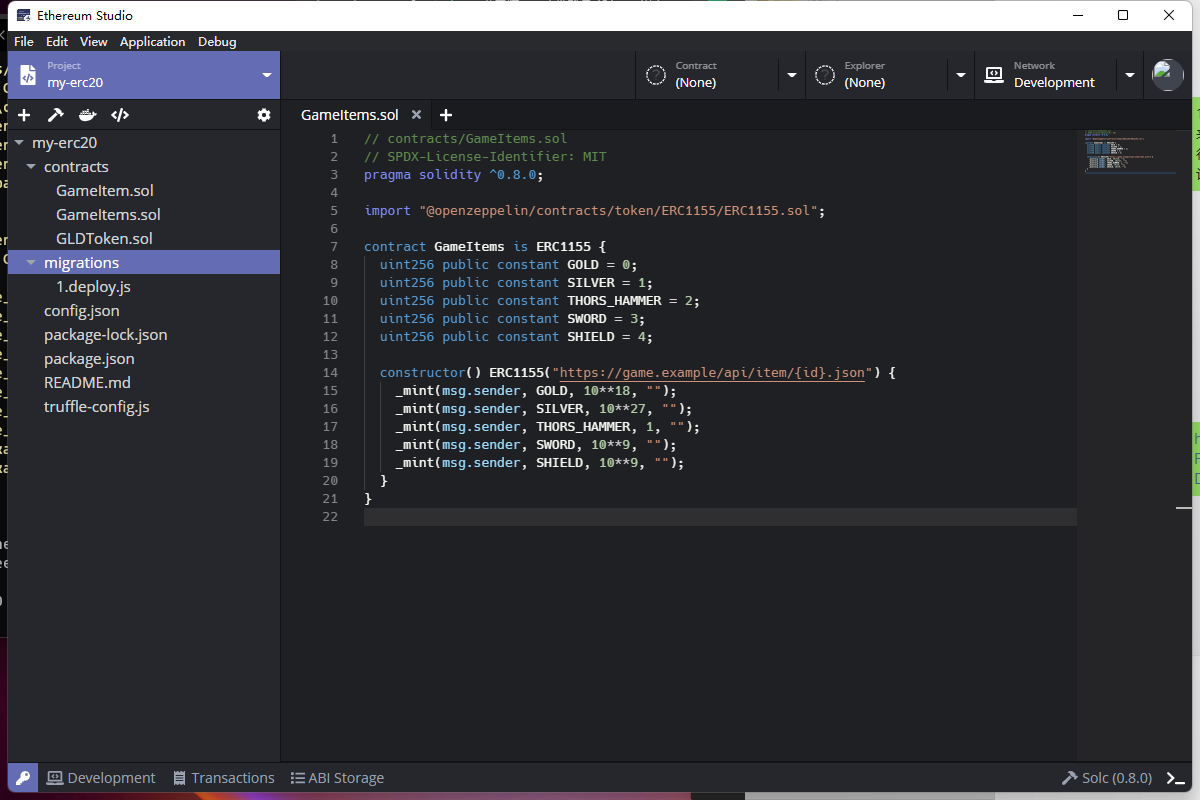 Ethereum Studio
File Edit View Application Debug
Project
my-erc20
Contract
(None)
Explorer
(None)
Network
Development
GameItems.sol
my-erc20
contracts
GameItem.sol
GameItems.sol
GLDToken.sol
migrations
1.deploy.js
config.json
package-lock.json
package.json
README.md
truffle-config.js
1 // contracts/GameItems.sol
2 // SPDX-License-Identifier: MIT
3 pragma solidity ^0.8.0;
4
5 import "@openzeppelin/contracts/token/ERC1155/ERC1155.sol";
6
7 contract GameItems is ERC1155 {
8 uint256 public constant GOLD = 0;
9 uint256 public constant SILVER = 1;
10 uint256 public constant THORS_HAMMER = 2;
11 uint256 public constant SWORD = 3;
12 uint256 public constant SHIELD = 4;
13
14 constructor() ERC1155("https://game.example/api/item/{id}.json") {
15 _mint(msg.sender, GOLD, 10**18, "");
16 _mint(msg.sender, SILVER, 10**27, "");
17 _mint(msg.sender, THORS_HAMMER, 1, "");
18 _mint(msg.sender, SWORD, 10**9, "");
19 _mint(msg.sender, SHIELD, 10**9, "");
20 }
21 }
22
Development Transactions ABI Storage Solc (0.8.0)